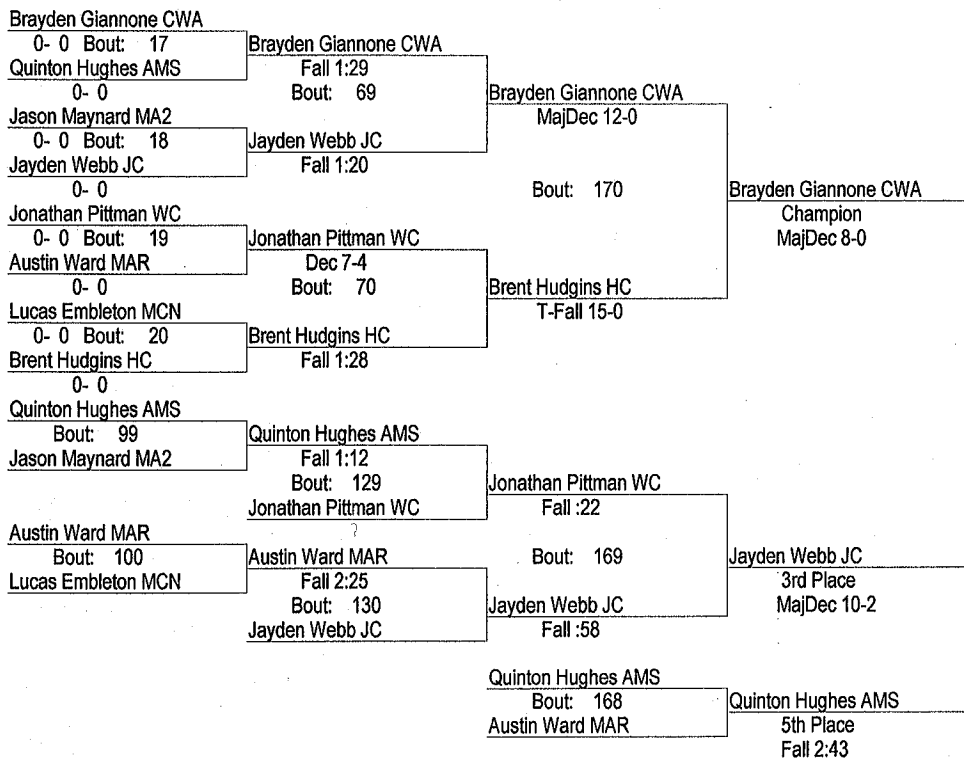 Brayden Giannone CWA
0- 0 Bout: 17
Quinton Hughes AMS
0- 0
Jason Maynard MA2
0- 0 Bout: 18
Jayden Webb JC
0- 0
Jonathan Pittman WC
0- 0 Bout: 19
Austin Ward MAR
0- 0
Lucas Embleton MCN
0- 0 Bout: 20
Brent Hudgins HC
0- 0
Brayden Giannone CWA
Fall 1:29
Bout: 69
Jayden Webb JC
Fall 1:20
Jonathan Pittman WC
Dec 7-4
Bout: 70
Brent Hudgins HC
Fall 1:28
Brayden Giannone CWA
MajDec 12-0
Bout: 170
Brent Hudgins HC
T-Fall 15-0
Brayden Giannone CWA
Champion
MajDec 8-0
Quinton Hughes AMS
Bout: 99
Jason Maynard MA2
Austin Ward MAR
Bout: 100
Lucas Embleton MCN
Quinton Hughes AMS
Fall 1:12
Bout: 129
Jonathan Pittman WC
Austin Ward MAR
Fall 2:25
Bout: 130
Jayden Webb JC
Jonathan Pittman WC
Fall :22
Bout: 169
Jayden Webb JC
Fall :58
Jayden Webb JC
3rd Place
MajDec 10-2
Quinton Hughes AMS
Bout: 168
Austin Ward MAR
Quinton Hughes AMS
5th Place
Fall 2:43